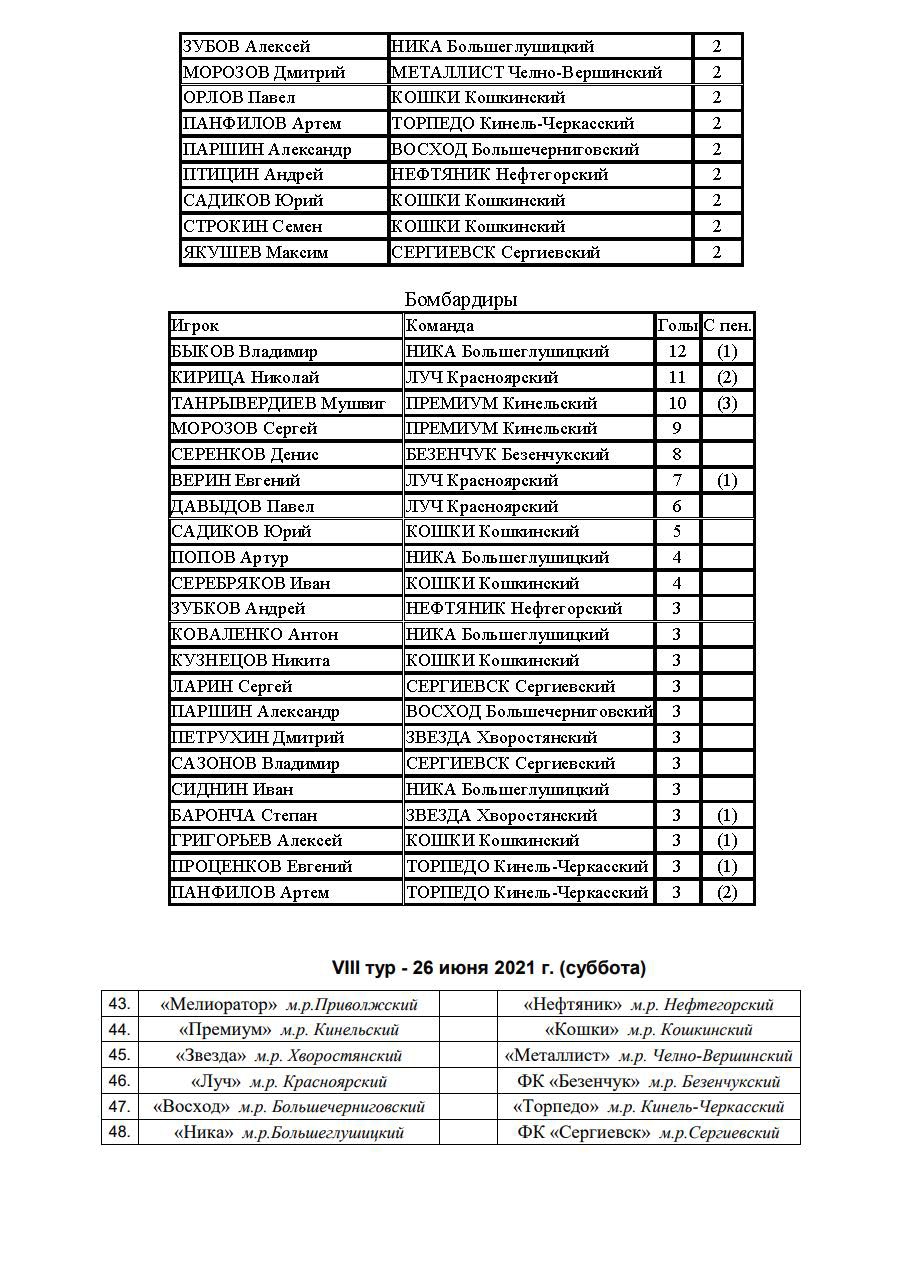 ЗУБОВ Алексей НИКА Большеглушицкий 2
МОРОЗОВ Дмитрий МЕТАЛЛИСТ Челно-Вершинский 2
ОРЛОВ Павел КОШКИ Кошкинский 2
ПАНФИЛОВ Артем ТОРПЕДО Кинель-Черкасский 2
ПАРШИН Александр ВОСХОД Большечерниговский 2
ПТИЦИН Андрей НЕФТЯНИК Нефтегорский 2
САДИКОВ Юрий КОШКИ Кошкинский 2
СТРОКИН Семен КОШКИ Кошкинский 2
ЯКУШЕВ Максим СЕРГИЕВСК Сергиевский 2
Бомбардиры
Игрок Команда Голы С пен.
БЫКОВ Владимир НИКА Большеглушицкий 12 (1)
КИРИЦА Николай ЛУЧ Красноярский 11 (2)
ТАНРЫВЕРДИЕВ Мушвиг ПРЕМИУМ Кинельский 10 (3)
МОРОЗОВ Сергей ПРЕМИУМ Кинельский 9
СЕРЕНКОВ Денис БЕЗЕНЧУК Безенчукский 8
ВЕРИН Евгений ЛУЧ Красноярский 7 (1)
ДАВЫДОВ Павел ЛУЧ Красноярский 6
САДИКОВ Юрий КОШКИ Кошкинский 5
ПОПОВ Артур НИКА Большеглушицкий 4
СЕРЕБРЯКОВ Иван КОШКИ Кошкинский 4
ЗУБКОВ Андрей НЕФТЯНИК Нефтегорский 3
КОВАЛЕНКО Антон НИКА Большеглушицкий 3
КУЗНЕЦОВ Никита КОШКИ Кошкинский 3
ЛАРИН Сергей СЕРГИЕВСК Сергиевский 3
ПАРШИН Александр ВОСХОД Большечерниговский 3
ПЕТРУХИН Дмитрий ЗВЕЗДА Хворостянский 3
САЗОНОВ Владимир СЕРГИЕВСК Сергиевский 3
СИДНИН Иван НИКА Большеглушицкий 3
БАРОНЧА Степан ЗВЕЗДА Хворостянский 3 (1)
ГРИГОРЬЕВ Алексей КОШКИ Кошкинский 3 (1)
ПРОЦЕНКОВ Евгений ТОРПЕДО Кинель-Черкасский 3 (1)
ПАНФИЛОВ Артем ТОРПЕДО Кинель-Черкасский 3 (2)
VIII тур - 26 июня 2021 г. (суббота)
43. «Мелиоратор» м.р.Приволжский «Нефтяник» м.р. Нефтегорский
44. «Премиум» м.р. Кинельский «Кошки» м.р. Кошкинский
45. «Звезда» м.р. Хворостянский «Металлист» м.р. Челно-Вершинский
46. «Луч» м.р. Красноярский ФК «Безенчук» м.р. Безенчукский
47. «Восход» м.р. Большечерниговский «Торпедо» м.р. Кинель-Черкасский
48. «Ника» м.р.Большеглушицкий ФК «Сергиевск» м.р.Сергиевский